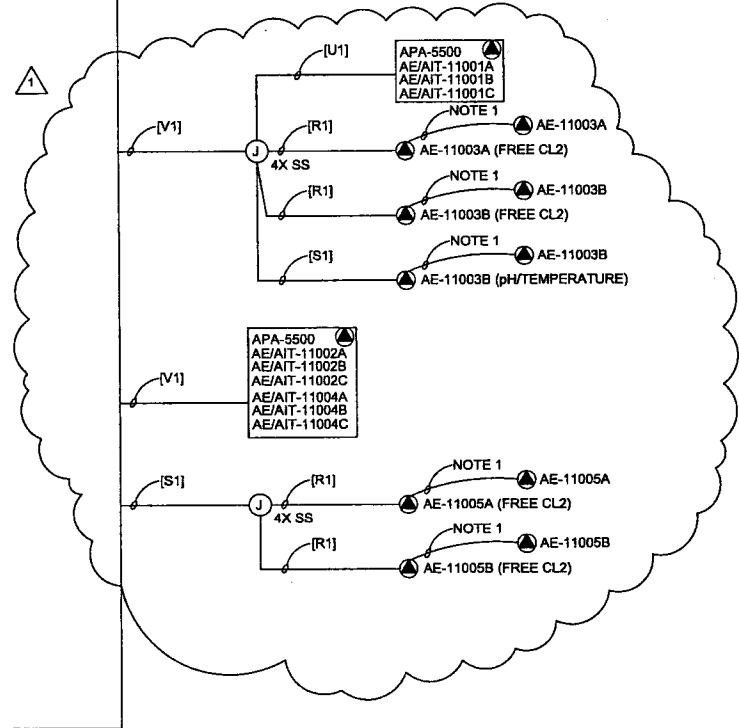 1
[U1]
APA-5500
AE/AIT-11001A
AE/AIT-11001B
AE/AIT-11001C
[V1]
[R1]
NOTE 1
AE-11003A
J
4X SS
AE-11003A (FREE CL2)
[R1]
NOTE 1
AE-11003B
AE-11003B (FREE CL2)
[S1]
NOTE 1
AE-11003B
AE-11003B (pH/TEMPERATURE)
[V1]
APA-5500
AE/AIT-11002A
AE/AIT-11002B
AE/AIT-11002C
AE/AIT-11004A
AE/AIT-11004B
AE/AIT-11004C
[S1]
[R1]
NOTE 1
AE-11005A
J
4X SS
AE-11005A (FREE CL2)
[R1]
NOTE 1
AE-11005B
AE-11005B (FREE CL2)